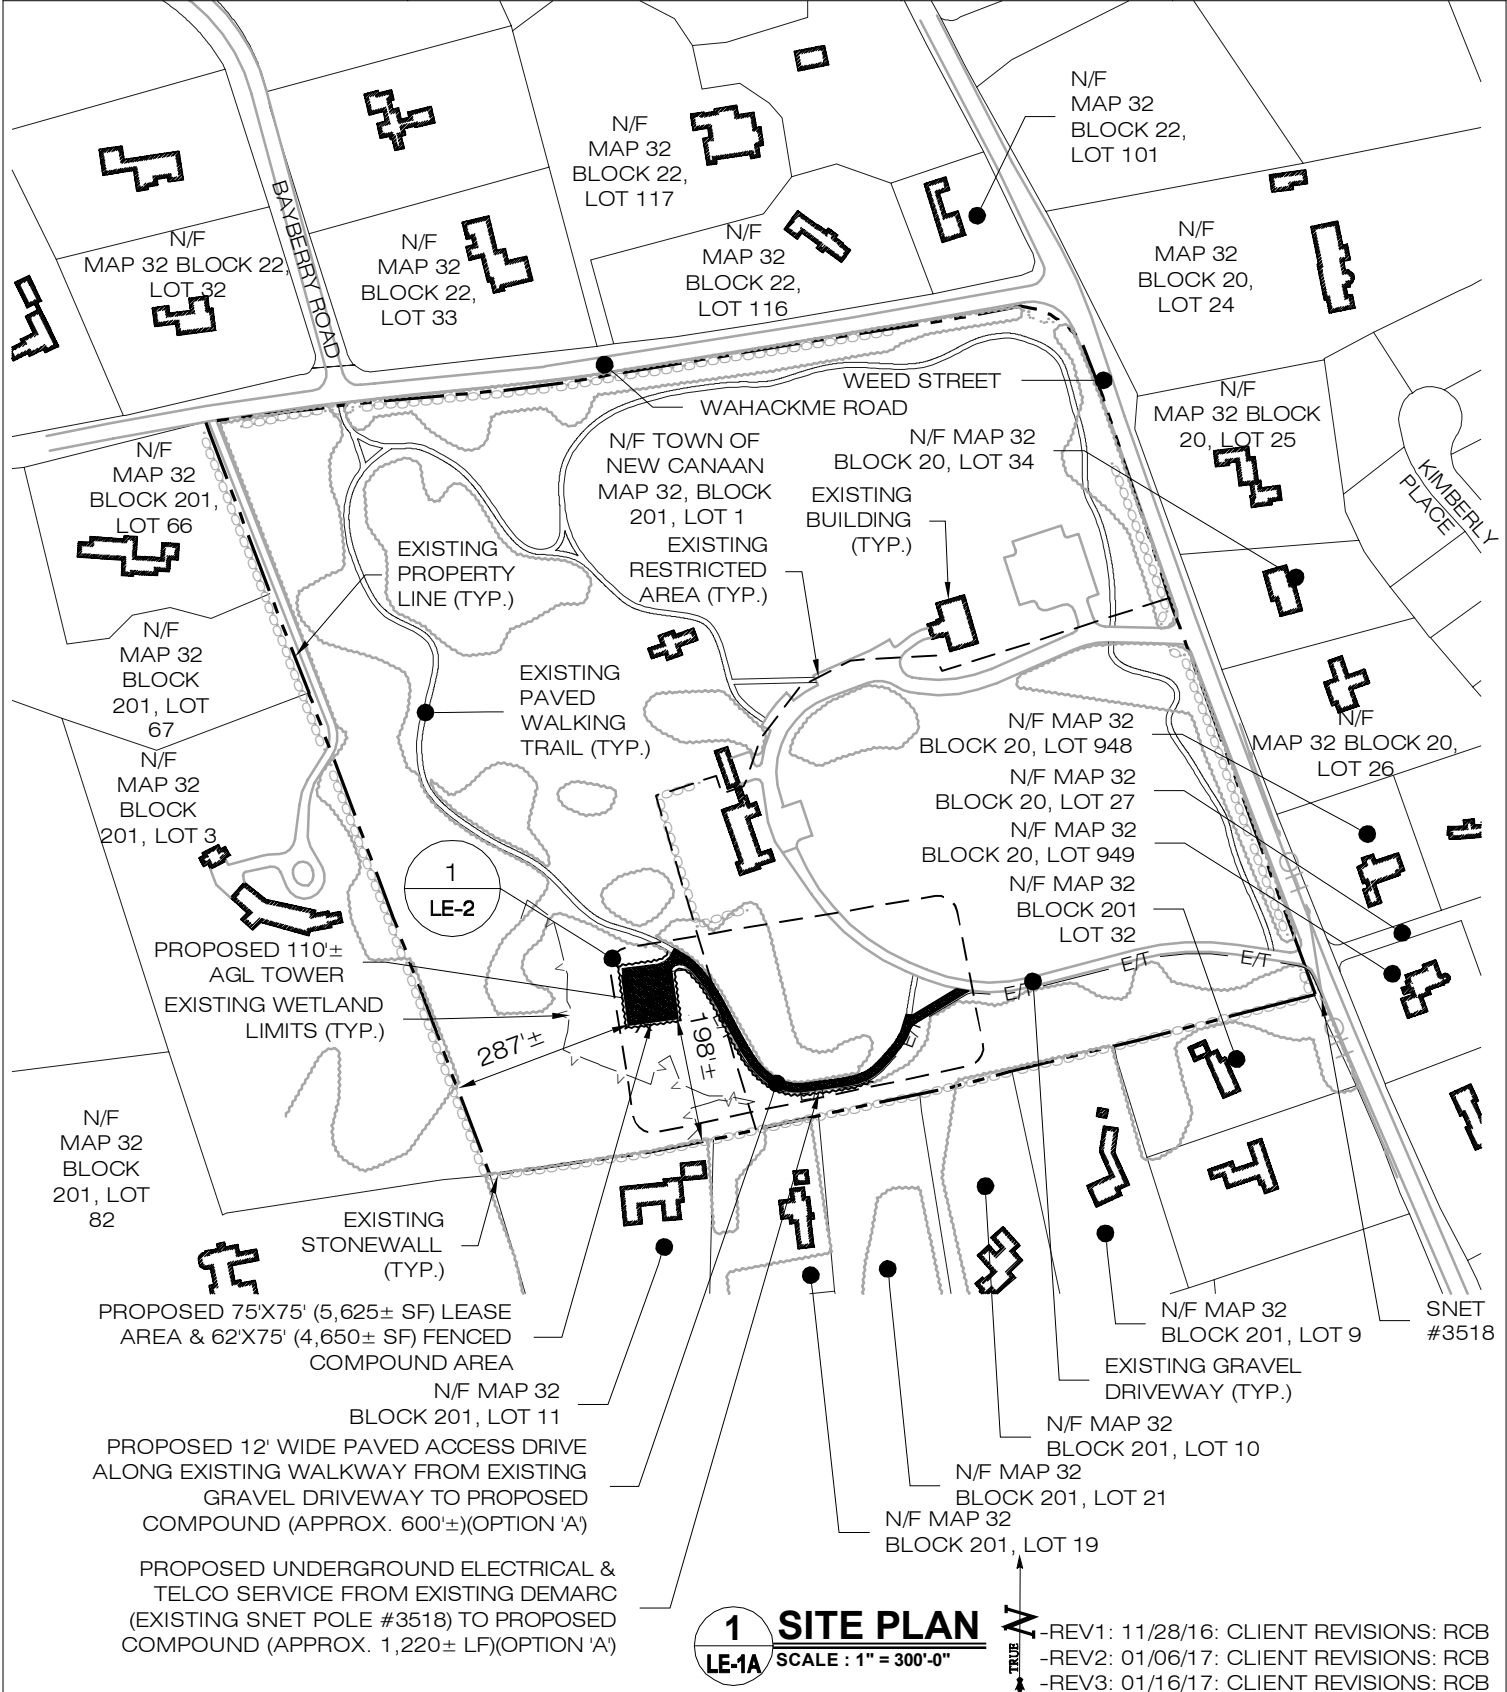 N/F
MAP 32
BLOCK 22,
LOT 101
N/F
MAP 32
BLOCK 22,
LOT 117
BAYBERRY ROAD
N/F
MAP 32 BLOCK 22,
LOT 32
N/F
MAP 32
BLOCK 22,
LOT 33
N/F
MAP 32
BLOCK 22,
LOT 116
N/F
MAP 32
BLOCK 20,
LOT 24
WEED STREET
WAHACKME ROAD
N/F
MAP 32 BLOCK
20, LOT 25
KIMBERLY
PLACE
N/F
MAP 32
BLOCK 201,
LOT 66
N/F TOWN OF
NEW CANAAN
MAP 32, BLOCK
201, LOT 1
N/F MAP 32
BLOCK 20, LOT 34
EXISTING
BUILDING
(TYP.)
EXISTING
RESTRICTED
AREA (TYP.)
EXISTING
PROPERTY
LINE (TYP.)
N/F
MAP 32
BLOCK
201, LOT
67
EXISTING
PAVED
WALKING
TRAIL (TYP.)
N/F MAP 32
BLOCK 20, LOT 948
N/F
MAP 32 BLOCK 20,
LOT 26
N/F
MAP 32
BLOCK
201, LOT 3
N/F MAP 32
BLOCK 20, LOT 27
N/F MAP 32
BLOCK 20, LOT 949
N/F MAP 32
BLOCK 201
LOT 32
1
LE-2
OH
PROPOSED 110'±
AGL TOWER
EXISTING WETLAND
LIMITS (TYP.)
287'±
198'±
E/T
E/T
E/T
E/T
OH
N/F
MAP 32
BLOCK
201, LOT
82
EXISTING
STONEWALL
(TYP.)
PROPOSED 75'X75' (5,625± SF) LEASE
AREA & 62'X75' (4,650± SF) FENCED
COMPOUND AREA
N/F MAP 32
BLOCK 201, LOT 11
PROPOSED 12' WIDE PAVED ACCESS DRIVE
ALONG EXISTING WALKWAY FROM EXISTING
GRAVEL DRIVEWAY TO PROPOSED
COMPOUND (APPROX. 600'±)(OPTION 'A')
PROPOSED UNDERGROUND ELECTRICAL &
TELCO SERVICE FROM EXISTING DEMARC
(EXISTING SNET POLE #3518) TO PROPOSED
COMPOUND (APPROX. 1,220± LF)(OPTION 'A')
N/F MAP 32
BLOCK 201, LOT 9
SNET
#3518
EXISTING GRAVEL
DRIVEWAY (TYP.)
N/F MAP 32
BLOCK 201, LOT 10
N/F MAP 32
BLOCK 201, LOT 21
N/F MAP 32
BLOCK 201, LOT 19
1
LE-1A
SITE PLAN
SCALE : 1" = 300'-0"
TRUE N
-REV1: 11/28/16: CLIENT REVISIONS: RCB
-REV2: 01/06/17: CLIENT REVISIONS: RCB
-REV3: 01/16/17: CLIENT REVISIONS: RCB